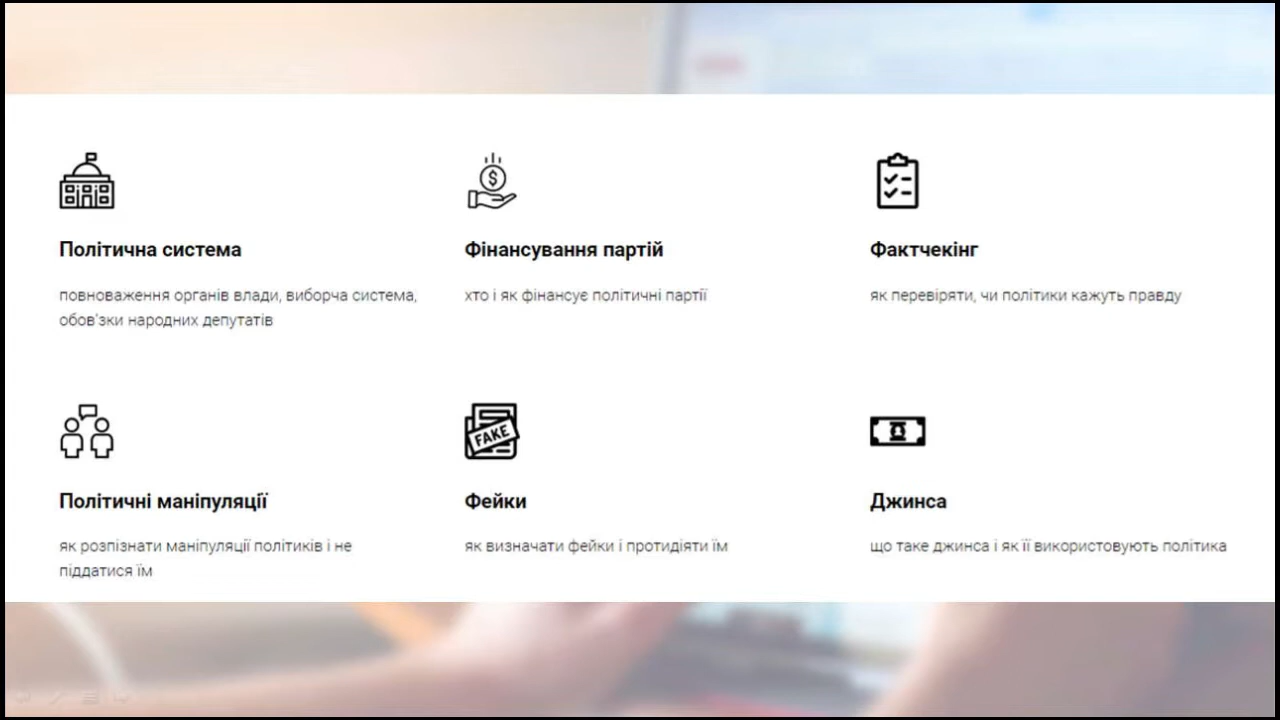 Політична система
повноваження органів влади, виборча система,
обов'зки народних депутатів
Фінансування партій
хто і як фінансує політичні партії
Фактчекінг
як перевіряти, чи політики кажуть правду
Політичні маніпуляції
як розпізнати маніпуляції політиків і не
піддатися їм
FAKE
Фейки
як визначати фейки і протидіяти їм
Джинса
що таке джинса і як її використовують політика